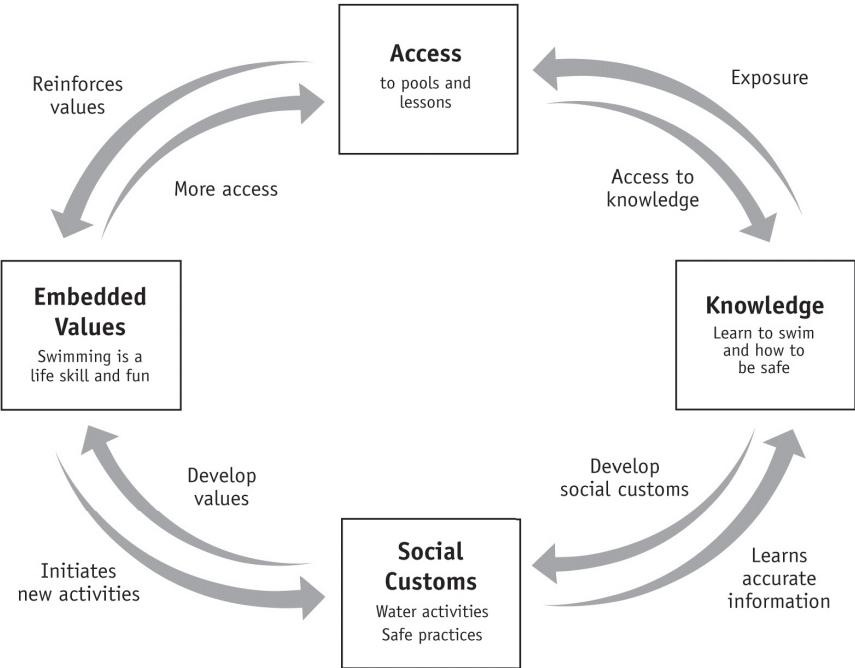 Access
to pools and
lessons
Reinforces
values
More access
Exposure
Access to
knowledge
Embedded
Values
Swimming is a
life skill and fun
Knowledge
Learn to swim
and how to
be safe
Develop
values
Initiates
new activities
Develop
social customs
Learns
accurate
information
Social
Customs
Water activities
Safe practices